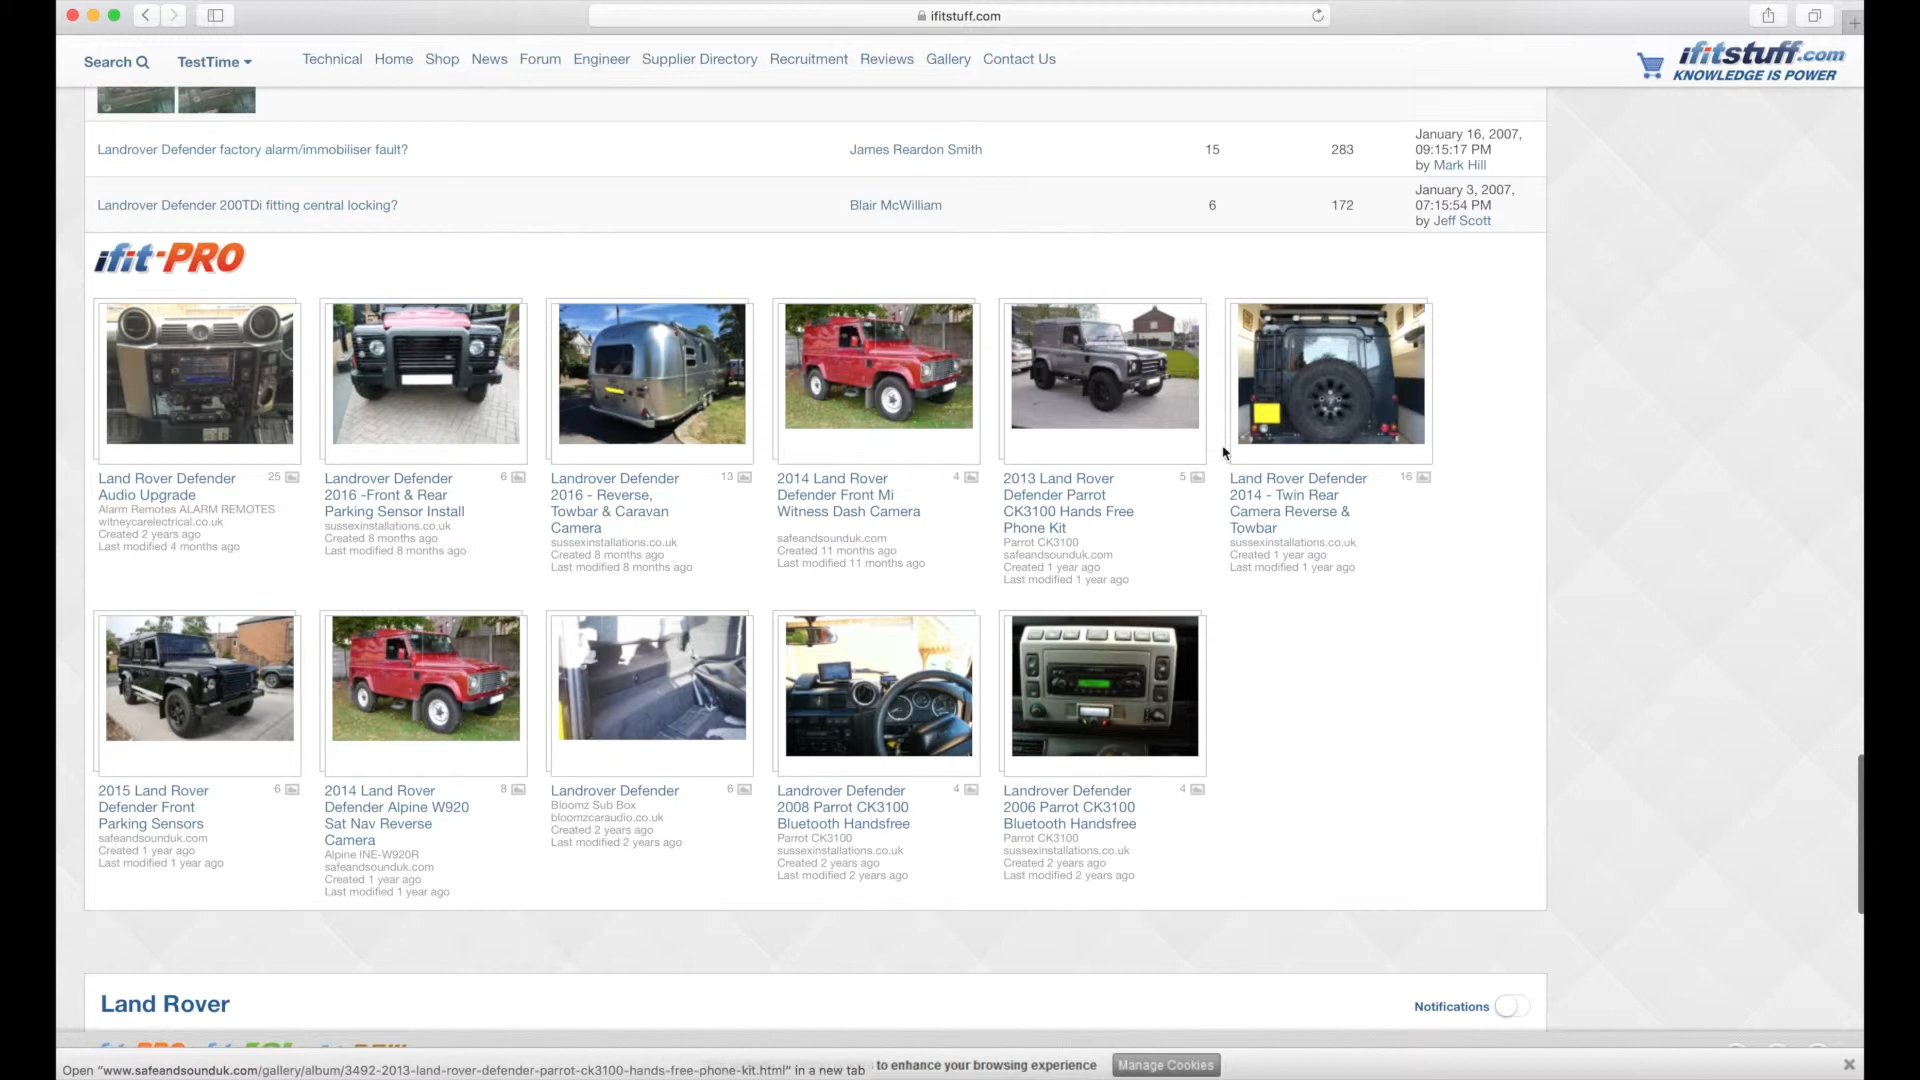 ifitstuff.com
Search
TestTime
Technical Home Shop News Forum Engineer Supplier Directory Recruitment Reviews Gallery Contact Us
ifitstuff.com
KNOWLEDGE IS POWER
Landrover Defender factory alarm/immobiliser fault? James Reardon Smith 15 283
January 16, 2007,
09:15:17 PM
by Mark Hill
Landrover Defender 200TDi fitting central locking? Blair McWilliam 6 172
January 3, 2007,
07:15:54 PM
by Jeff Scott
ifit-PRO
Land Rover Defender 25
Audio Upgrade
Alarm Remotes ALARM REMOTES
witneycarelectrical.co.uk
Created 2 years ago
Last modified 4 months ago
Landrover Defender 6
2016 -Front & Rear
Parking Sensor Install
sussexinstallations.co.uk
Created 8 months ago
Last modified 8 months ago
Landrover Defender 13
2016 - Reverse,
Towbar & Caravan
Camera
sussexinstallations.co.uk
Created 8 months ago
Last modified 8 months ago
2014 Land Rover 4
Defender Front Mi
Witness Dash Camera
safeandsounduk.com
Created 11 months ago
Last modified 11 months ago
2013 Land Rover 5
Defender Parrot
CK3100 Hands Free
Phone Kit
Parrot CK3100
safeandsounduk.com
Created 1 year ago
Last modified 1 year ago
Land Rover Defender 16
2014 - Twin Rear
Camera Reverse &
Towbar
sussexinstallations.co.uk
Created 1 year ago
Last modified 1 year ago
2015 Land Rover 6
Defender Front
Parking Sensors
safeandsounduk.com
Created 1 year ago
Last modified 1 year ago
2014 Land Rover 8
Defender Alpine W920
Sat Nav Reverse
Camera
Alpine INE-W920R
safeandsounduk.com
Created 1 year ago
Last modified 1 year ago
Landrover Defender 6
Bloomz Sub Box
bloomzcaraudio.co.uk
Created 2 years ago
Last modified 2 years ago
Landrover Defender 4
2008 Parrot CK3100
Bluetooth Handsfree
Parrot CK3100
sussexinstallations.co.uk
Created 2 years ago
Last modified 2 years ago
Landrover Defender 4
2006 Parrot CK3100
Bluetooth Handsfree
Parrot CK3100
sussexinstallations.co.uk
Created 2 years ago
Last modified 2 years ago
Land Rover
Notifications
Open “www.safeandsounduk.com/gallery/album/3492-2013-land-rover-defender-parrot-ck3100-hands-free-phone-kit.html” in a new tab
to enhance your browsing experience
Manage Cookies